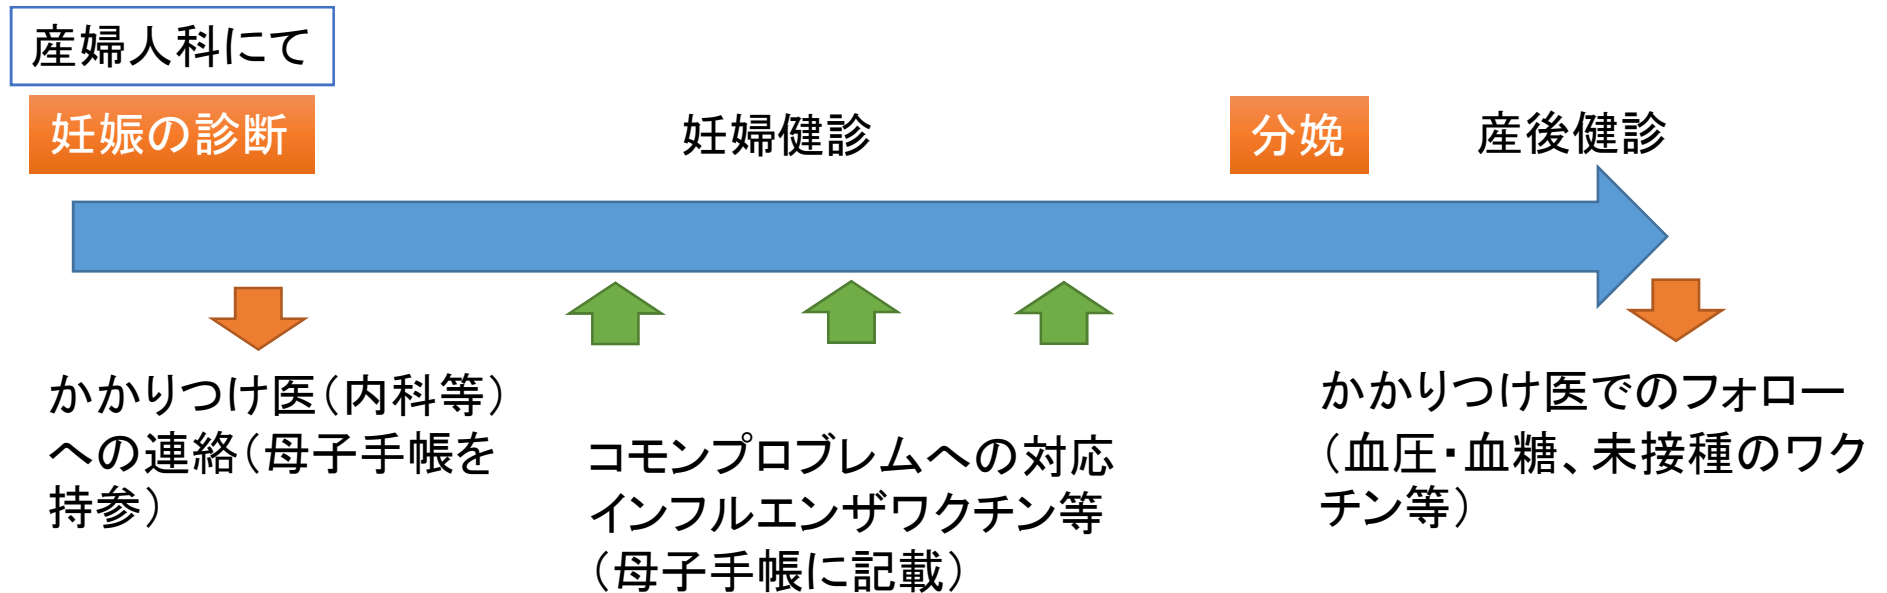 産婦人科にて
妊娠の診断
妊婦健診
分娩
産後健診
かかりつけ医（内科等）
への連絡（母子手帳を
持参）
コモンプロブレムへの対応
インフルエンザワクチン等
（母子手帳に記載）
かかりつけ医でのフォロー
（血圧・血糖、未接種のワク
チン等）